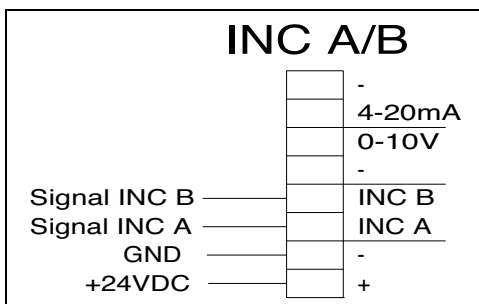 INC A/B
-
4-20mA
0-10V
-
Signal INC B INC B
Signal INC A INC A
GND -
+24VDC +